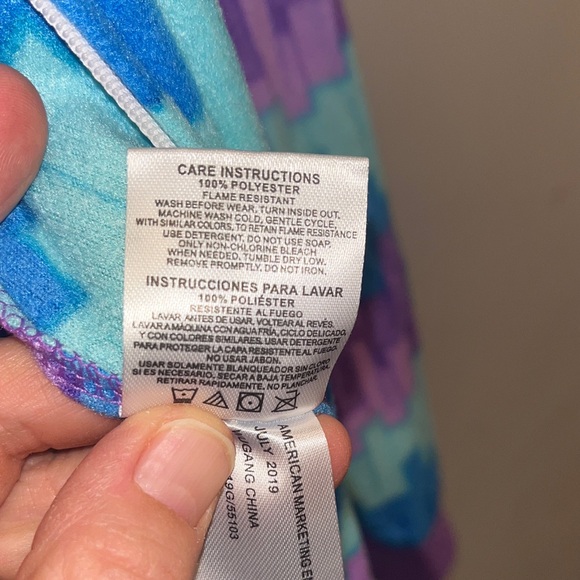 CARE INSTRUCTIONS
100% POLYESTER
FLAME RESISTANT
WASH BEFORE WEAR, TURN INSIDE OUT,
MACHINE WASH COLD, GENTLE CYCLE,
WITH SIMILAR COLORS, TO RETAIN FLAME RESISTANCE
USE DETERGENT. DO NOT USE SOAP.
ONLY NON-CHLORINE BLEACH
WHEN NEEDED, TUMBLE DRY LOW.
REMOVE PROMPTLY, DO NOT IRON.
INSTRUCCIONES PARA LAVAR
100% POLIÉSTER
RESISTENTE AL FUEGO
LAVAR ANTES DE USAR, VOLTEAR AL REVÉS,
LAVAR A MÁQUINA CON AGUA FRÍA, CICLO DELICADO,
Y CON COLORES SIMILARES. USAR DETERGENTE
PARA PROTEGER LA CAPA RESISTENTE AL FUEGO,
NO USAR JABON.
USAR SOLAMENTE BLANQUEADOR SIN CLORO
SI ES NECESARIO, SECAR A BAJA TEMPERATURA,
RETIRAR RAPIDAMENTE, NO PLANCHAR.
AMERICAN MARKETING
JULY 2019
CHINA
19G/55103